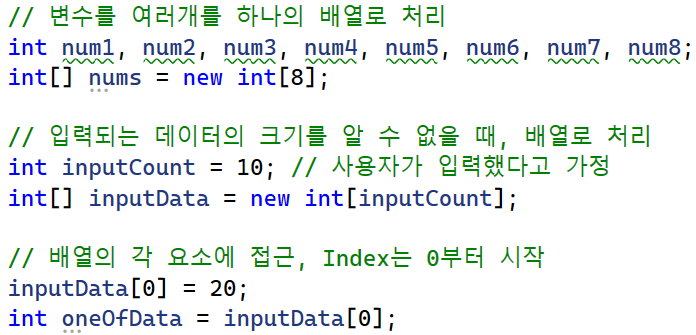 // 변수를 여러개를 하나의 배열로 처리
int num1, num2, num3, num4, num5, num6, num7, num8;
int[] nums = new int[8];
// 입력되는 데이터의 크기를 알 수 없을 때, 배열로 처리
int inputCount = 10; // 사용자가 입력했다고 가정
int[] inputData = new int[inputCount];
// 배열의 각 요소에 접근, Index는 0부터 시작
inputData[0] = 20;
int oneOfData = inputData[0];